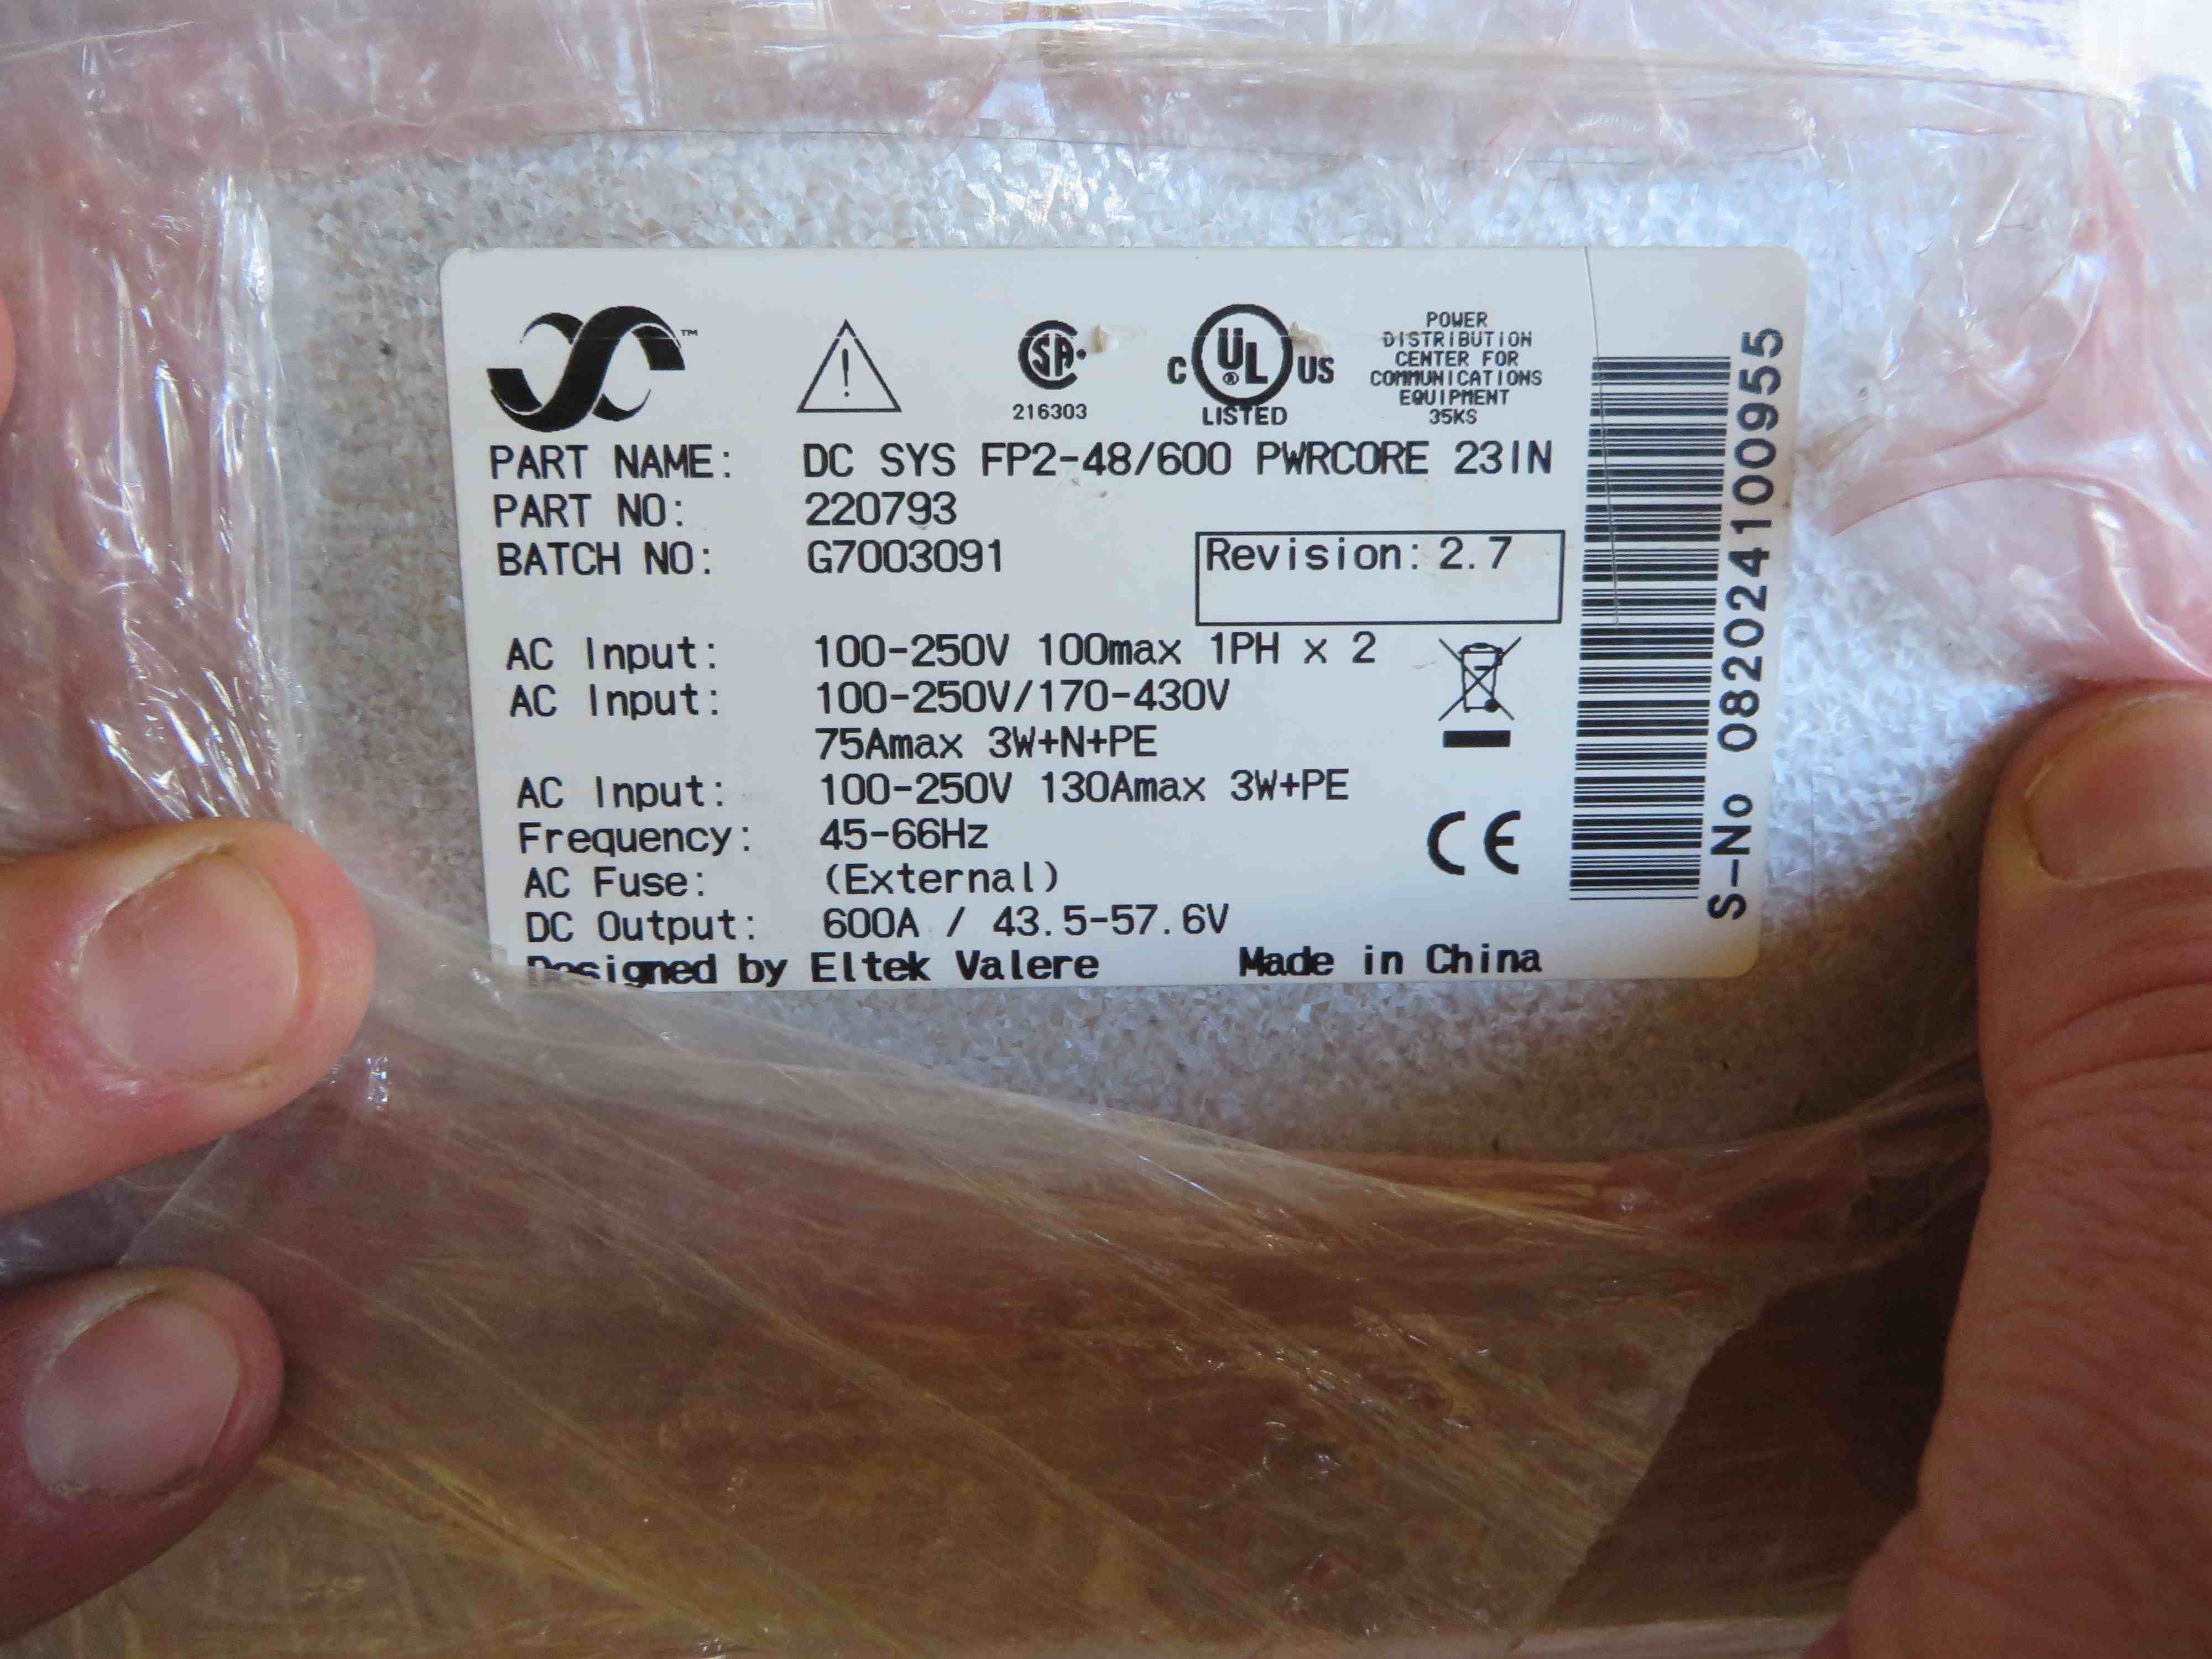 ™
SA
216303
C UL US
®
LISTED
POWER
DISTRIBUTION
CENTER FOR
COMMUNICATIONS
EQUIPMENT
35KS
PART NAME: DC SYS FP2-48/600 PWRCORE 23IN
PART NO: 220793
BATCH NO: G7003091
Revision: 2.7
AC Input: 100-250V 100max 1PH x 2
AC Input: 100-250V/170-430V
75Amax 3W+N+PE
AC Input: 100-250V 130Amax 3W+PE
Frequency: 45-66Hz
AC Fuse: (External)
DC Output: 600A / 43.5-57.6V
Designed by Eltek Valere Made in China
CE
S-No 082024100955